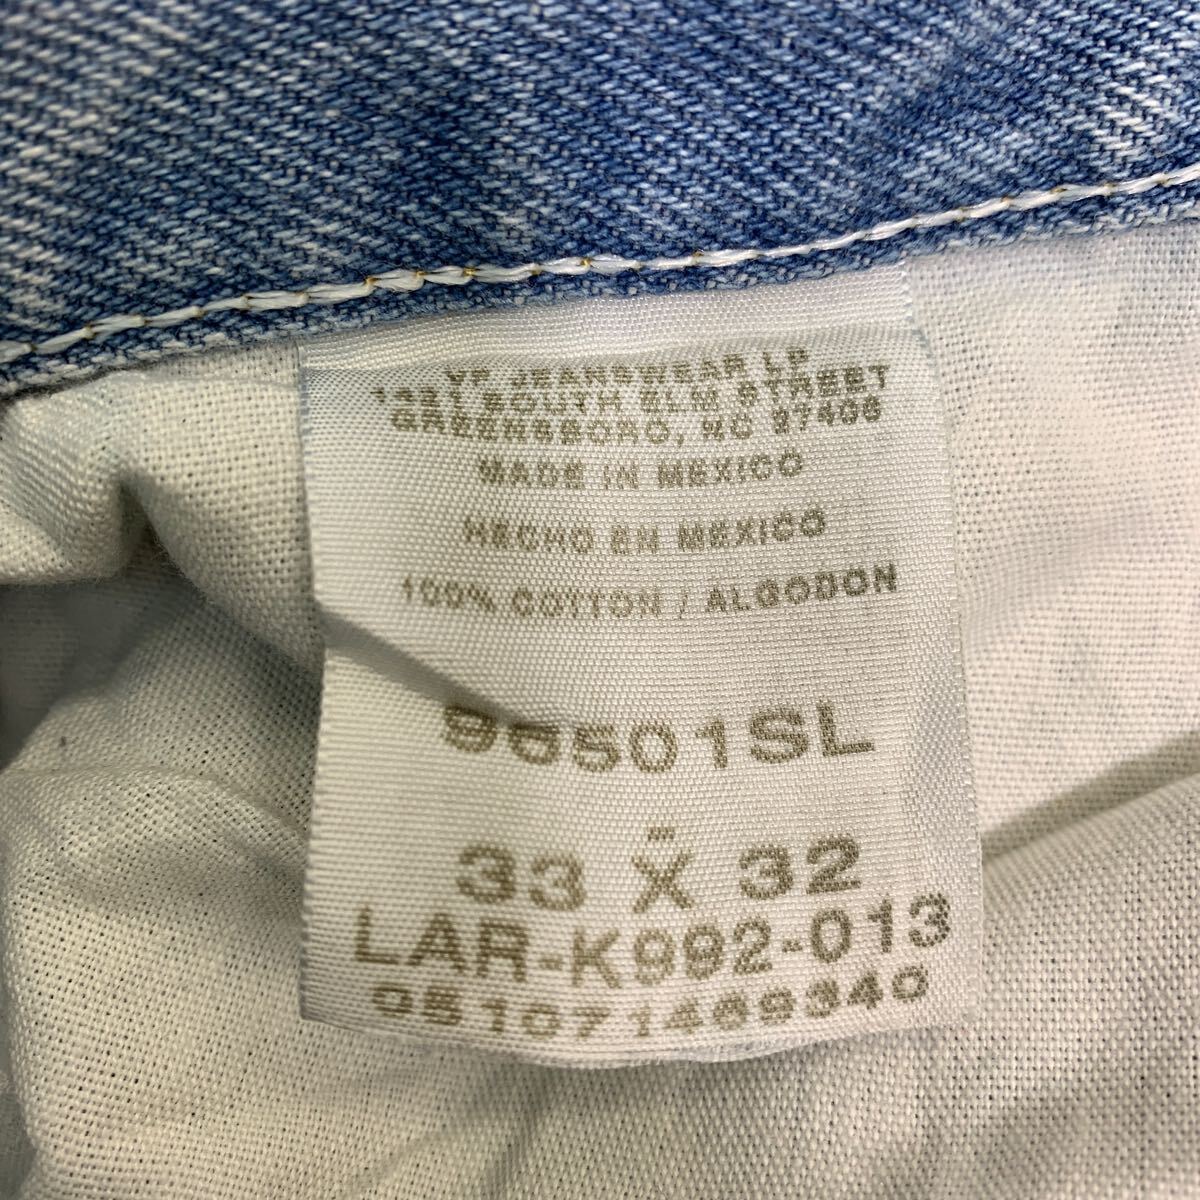 VF JEANSWEAR LP
1321 SOUTH ELM STREET
GREENSBORO, NC 27406
MADE IN MEXICO
HECHO EN MEXICO
100% COTTON / ALGODON
96501SL
-
33 X 32
LAR-K992-013
051071469340